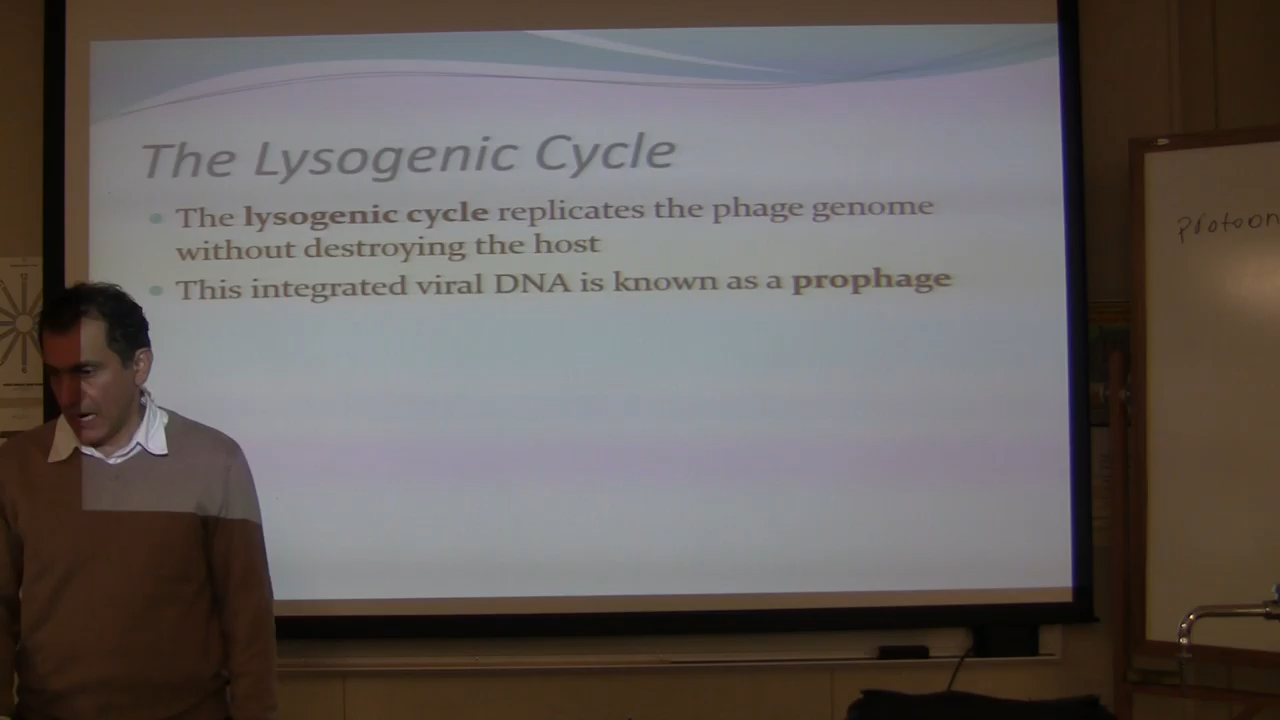 The Lysogenic Cycle
The lysogenic cycle replicates the phage genome
without destroying the host
This integrated viral DNA is known as a prophage